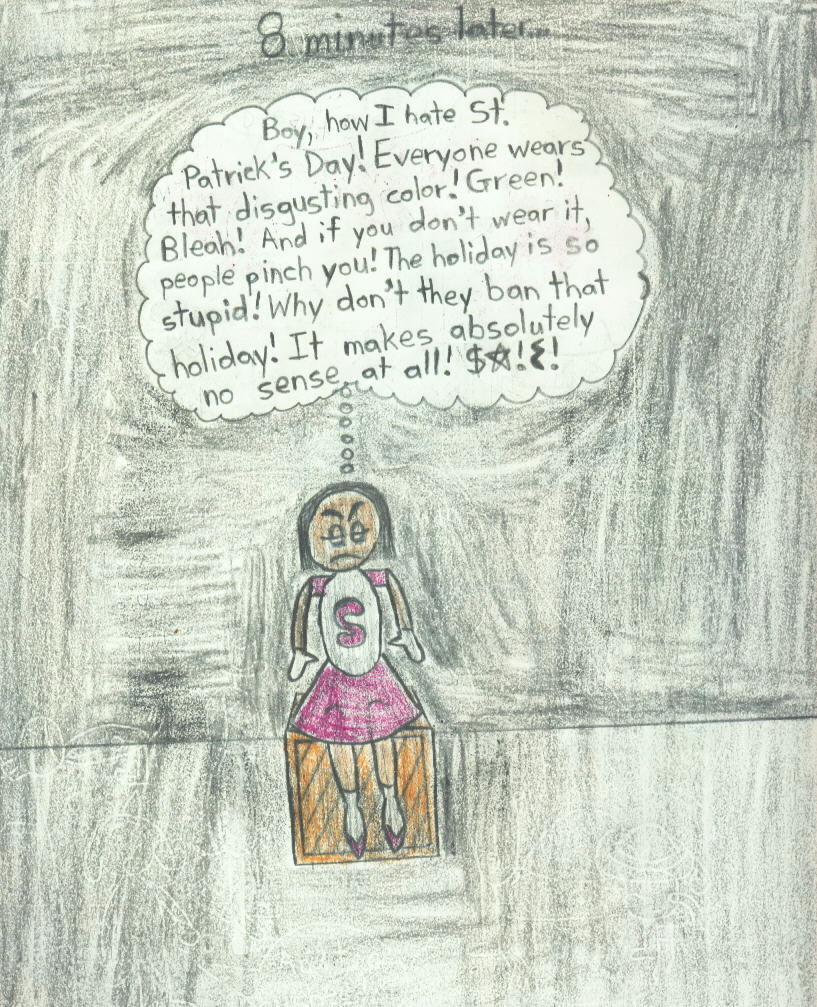 8 minutes later...
Boy, how I hate St.
Patrick's Day! Everyone wears
that disgusting color! Green!
Bleah! And if you don't wear it,
people pinch you! The holiday is so
stupid! Why don't they ban that
holiday! It makes absolutely
no sense at all! $☆!{!
S